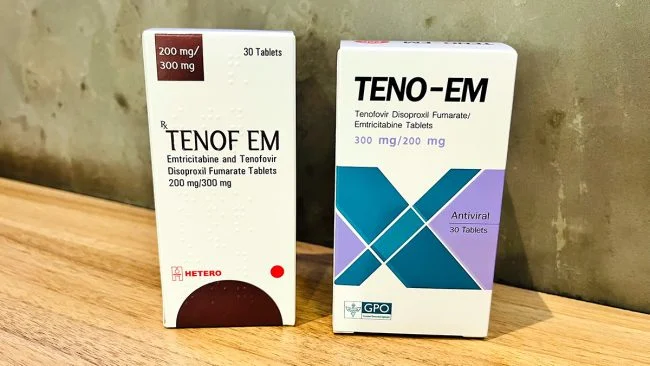 200 mg/
300 mg
30 Tablets
Rx
TENOF EM
Emtricitabine and Tenofovir
Disoproxil Fumarate Tablets
200 mg/300 mg
HETERO
TENO-EM
Tenofovir Disoproxil Fumarate/
Emtricitabine Tablets
300 mg/200 mg
Antiviral
30 Tablets
GPO